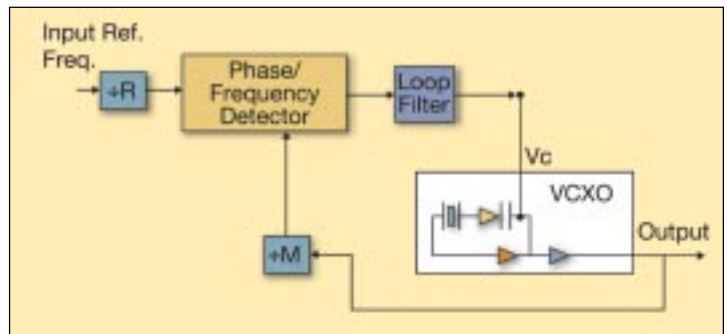 Input Ref.
Freq.
÷R
Phase/
Frequency
Detector
Loop
Filter
Vc
VCXO
Output
÷M